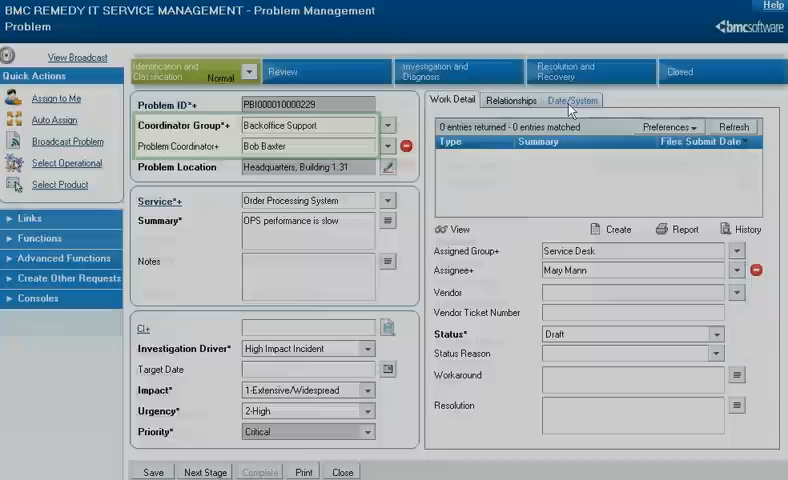 BMC REMEDY IT SERVICE MANAGEMENT - Problem Management
Help
Problem
bmcsoftware
View Broadcast
Quick Actions
Assign to Me
Auto Assign
Broadcast Problem
Select Operational
Select Product
Links
Functions
Advanced Functions
Create Other Requests
Consoles
Identification and Classification Normal
Review
Investigation and Diagnosis
Resolution and Recovery
Closed
Problem ID*+ PBI000010000229
Coordinator Group*+ Backoffice Support
Problem Coordinator+ Bob Baxter
Problem Location Headquarters, Building 1.31
Service*+ Order Processing System
Summary* OPS performance is slow
Notes
CI+
Investigation Driver* High Impact Incident
Target Date
Impact* 1-Extensive/Widespread
Urgency* 2-High
Priority* Critical
Work Detail Relationships Date/System
0 entries returned - 0 entries matched Preferences Refresh
Type Summary Files Submit Date
View Create Report History
Assigned Group+ Service Desk
Assignee+ Mary Mann
Vendor
Vendor Ticket Number
Status* Draft
Status Reason
Workaround
Resolution
Save Next Stage Complete Print Close